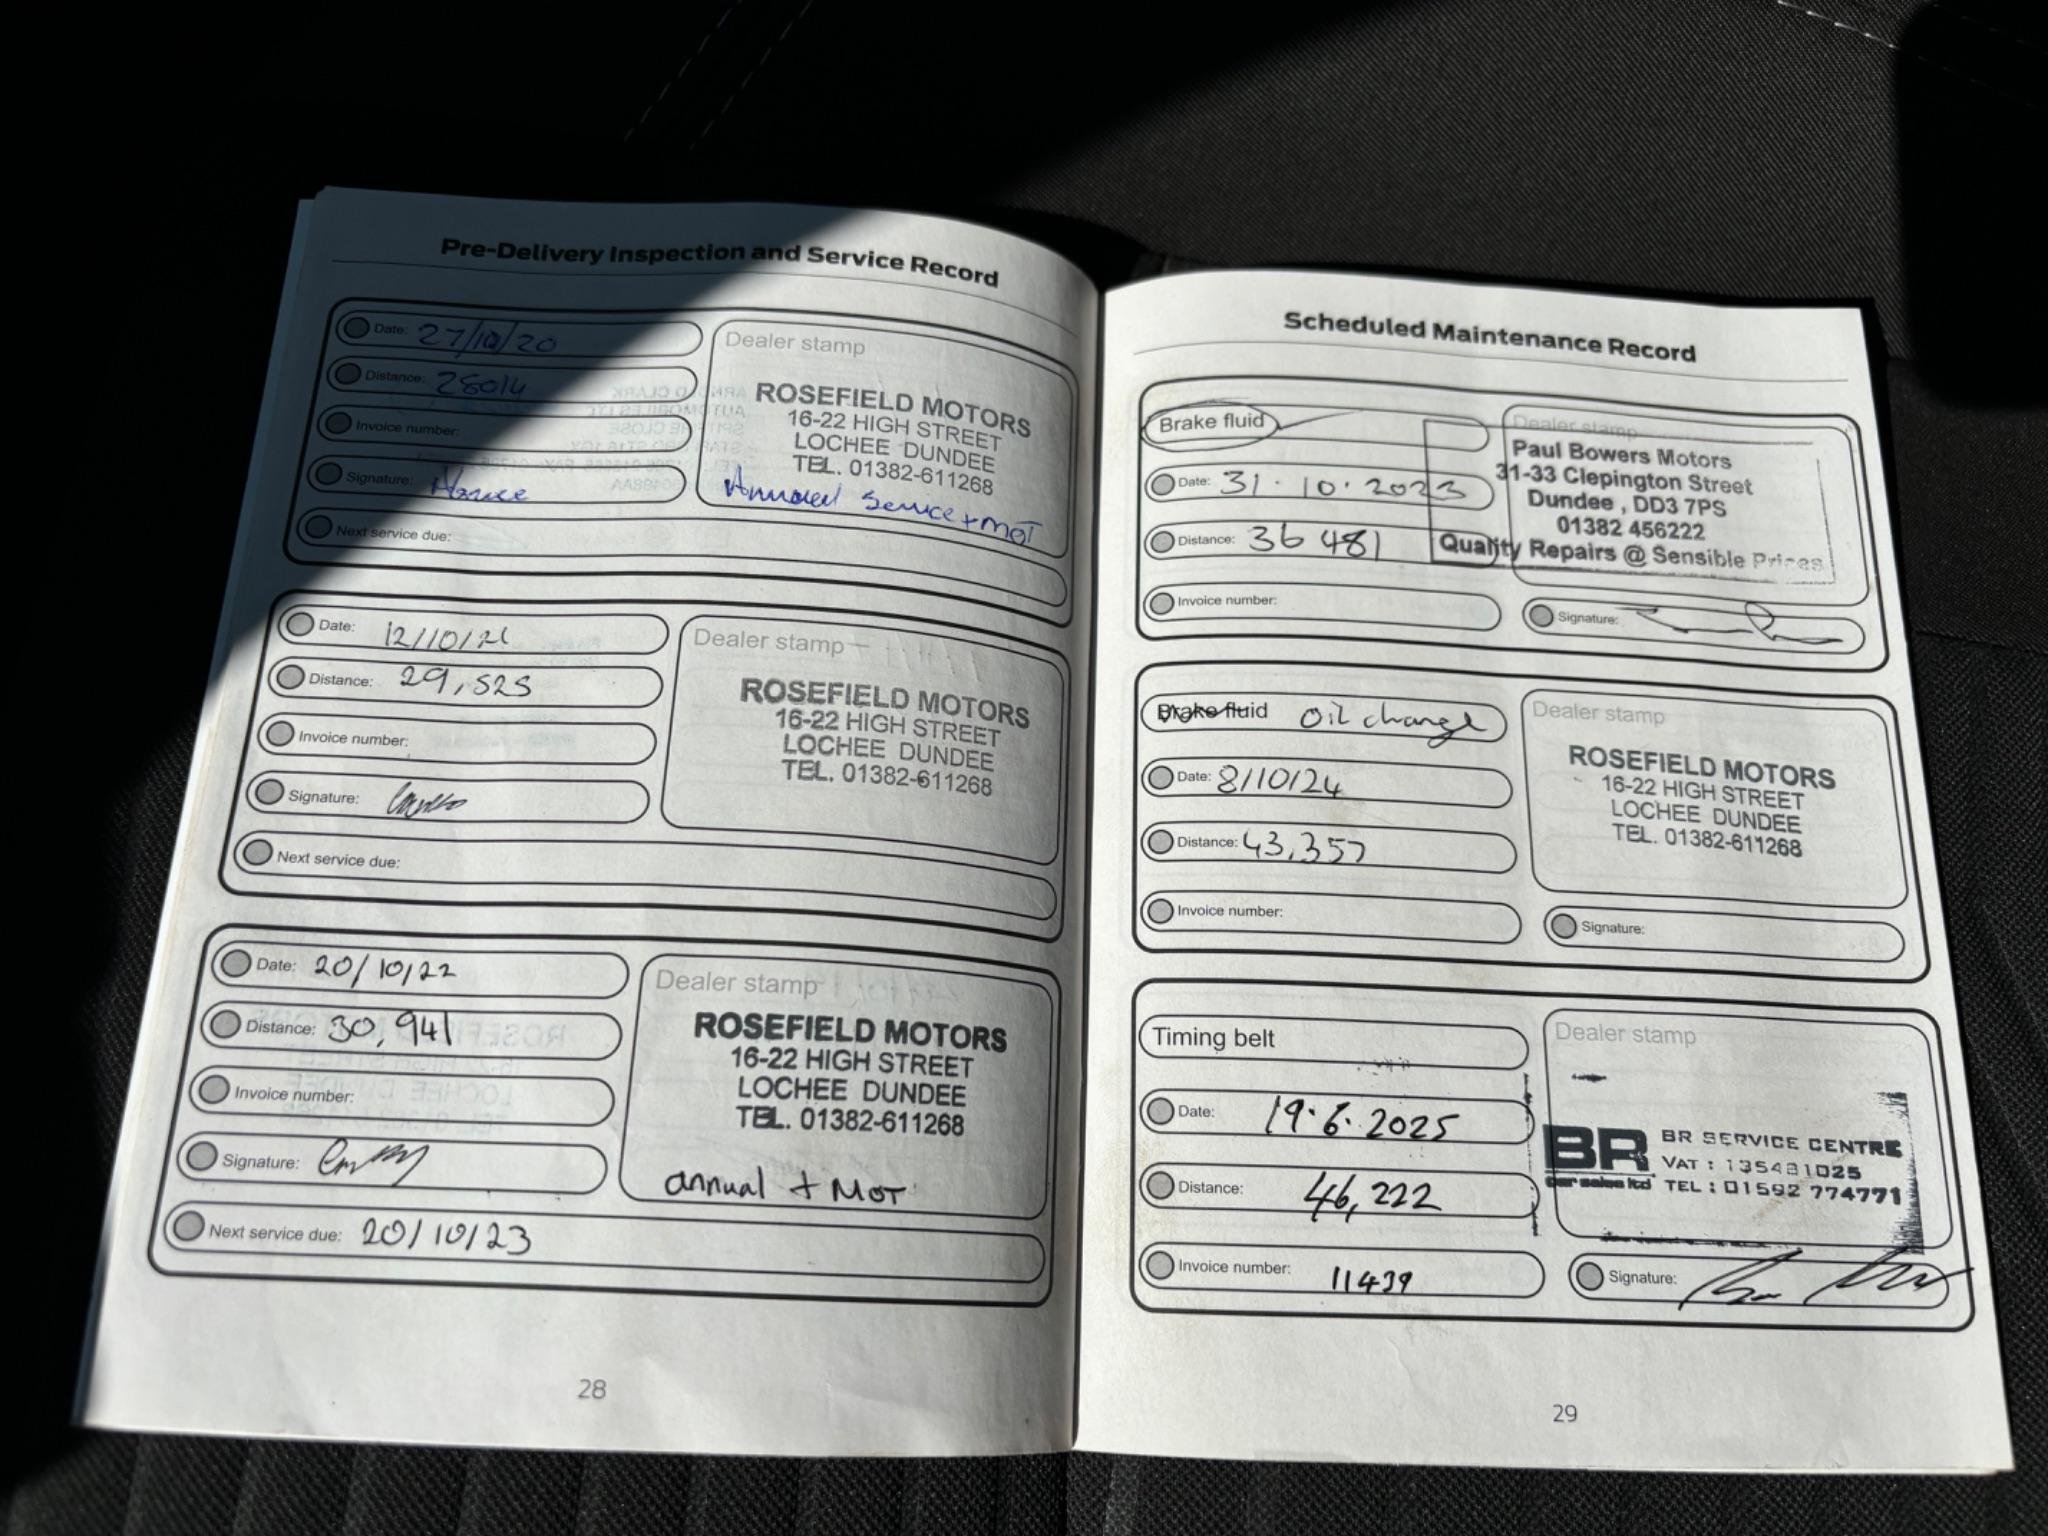 Pre-Delivery Inspection and Service Record
Date: 27/10/20
Distance: 28014
Invoice number:
Signature:
Next service due:
Dealer stamp
ROSEFIELD MOTORS
16-22 HIGH STREET
LOCHEE DUNDEE
TEL. 01382-611268
Annual Service + MOT
Date: 12/10/21
Distance: 29,525
Invoice number:
Signature:
Next service due:
Dealer stamp
ROSEFIELD MOTORS
16-22 HIGH STREET
LOCHEE DUNDEE
TEL. 01382-611268
Date: 20/10/22
Distance: 30,941
Invoice number:
Signature:
Next service due: 20/10/23
Dealer stamp
ROSEFIELD MOTORS
16-22 HIGH STREET
LOCHEE DUNDEE
TEL. 01382-611268
annual + MOT
28
Scheduled Maintenance Record
Brake fluid
Date: 31.10.2023
Distance: 36 481
Invoice number:
Dealer stamp
Paul Bowers Motors
31-33 Clepington Street
Dundee , DD3 7PS
01382 456222
Quality Repairs @ Sensible Prices
Signature:
Brake fluid Oil change
Date: 8/10/24
Distance: 43,357
Invoice number:
Dealer stamp
ROSEFIELD MOTORS
16-22 HIGH STREET
LOCHEE DUNDEE
TEL. 01382-611268
Signature:
Timing belt
Date: 19.6.2025
Distance: 46,222
Invoice number: 11439
Dealer stamp
BR SERVICE CENTRE
BR car sales ltd
VAT : 135481025
TEL : 01592 774771
Signature:
29